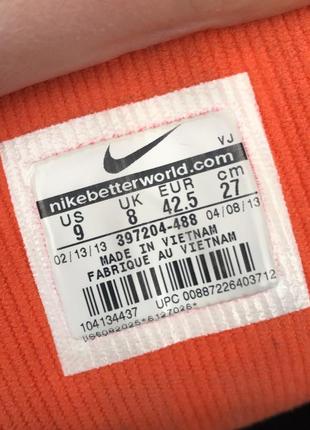 VJ
nikebetterworld.com
US UK EUR cm
9 8 42.5 27
02/13/13 397204-488 04/08/13
MADE IN VIETNAM
FABRIQUE AU VIETNAM
UPC 00887226403712
104134437